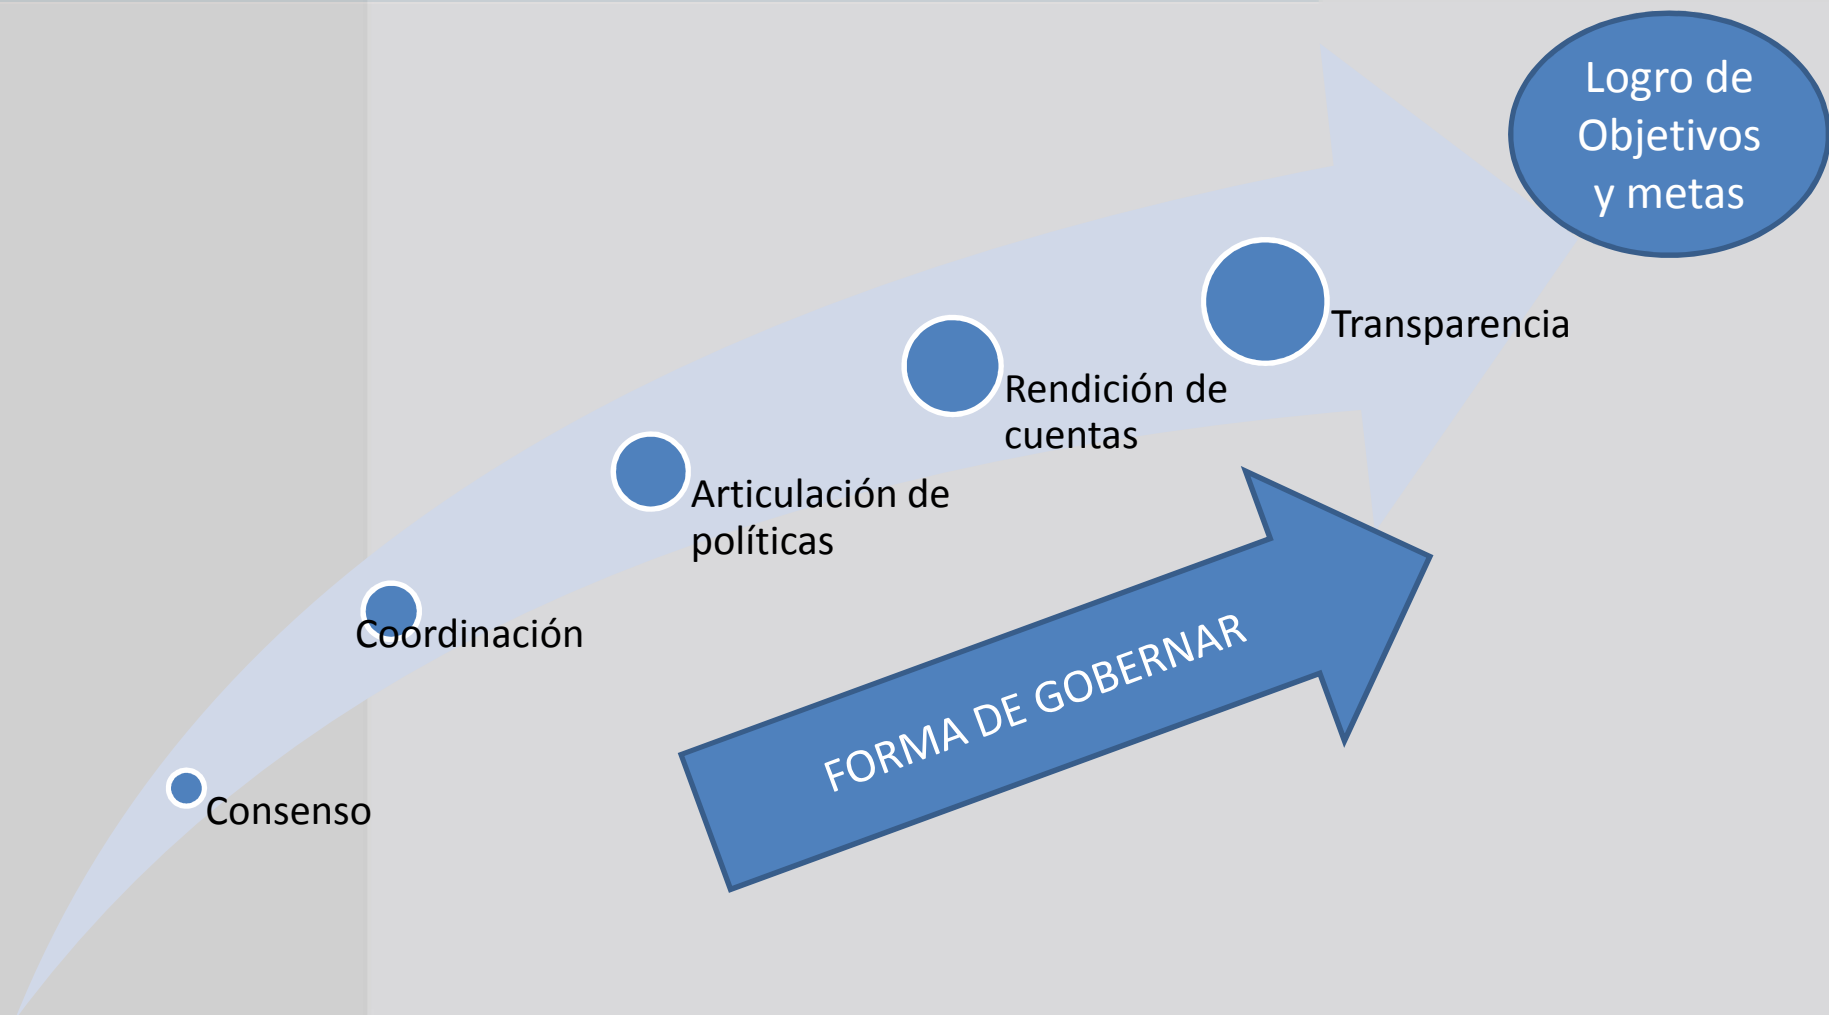 Logro de
Objetivos
y metas
Transparencia
Rendición de
cuentas
Articulación de
políticas
Coordinación
Consenso
FORMA DE GOBERNAR